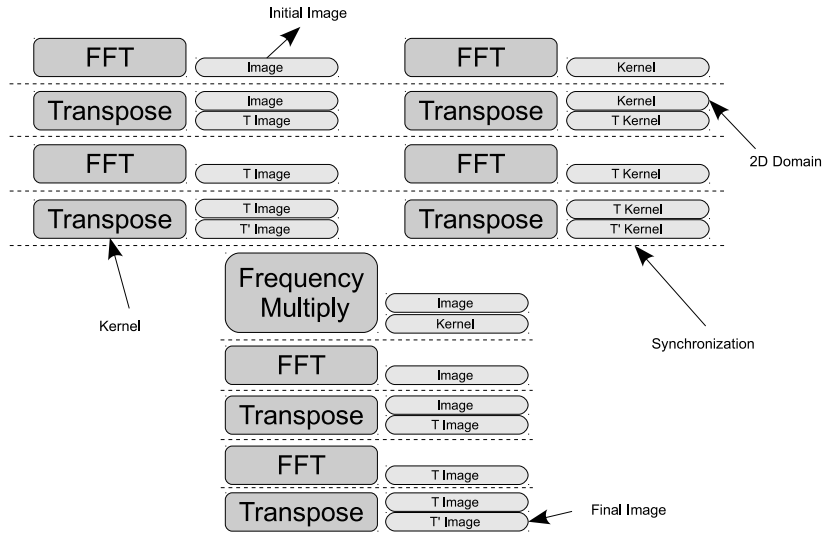 Initial Image
FFT
Image
FFT
Kernel
Transpose
Image
T Image
Transpose
Kernel
T Kernel
2D Domain
FFT
T Image
FFT
T Kernel
Transpose
T Image
T' Image
Transpose
T Kernel
T' Kernel
Kernel
Synchronization
Frequency
Multiply
Image
Kernel
FFT
Image
Transpose
Image
T Image
FFT
T Image
Transpose
T Image
T' Image
Final Image